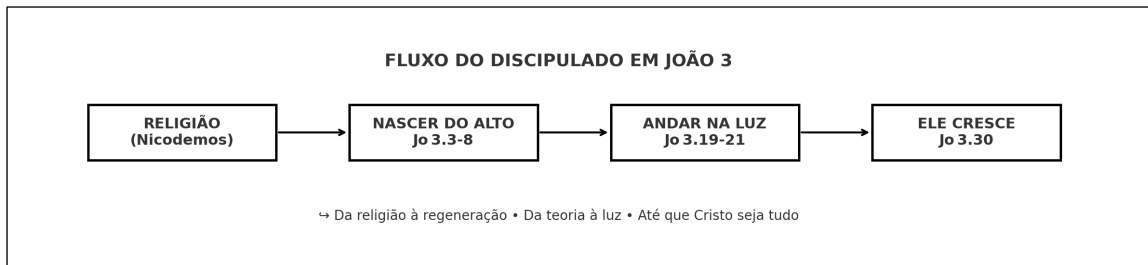 FLUXO DO DISCIPULADO EM JOÃO 3
RELIGIÃO
(Nicodemos)
NASCER DO ALTO
Jo 3.3-8
ANDAR NA LUZ
Jo 3.19-21
ELE CRESCE
Jo 3.30
↪ Da religião à regeneração • Da teoria à luz • Até que Cristo seja tudo